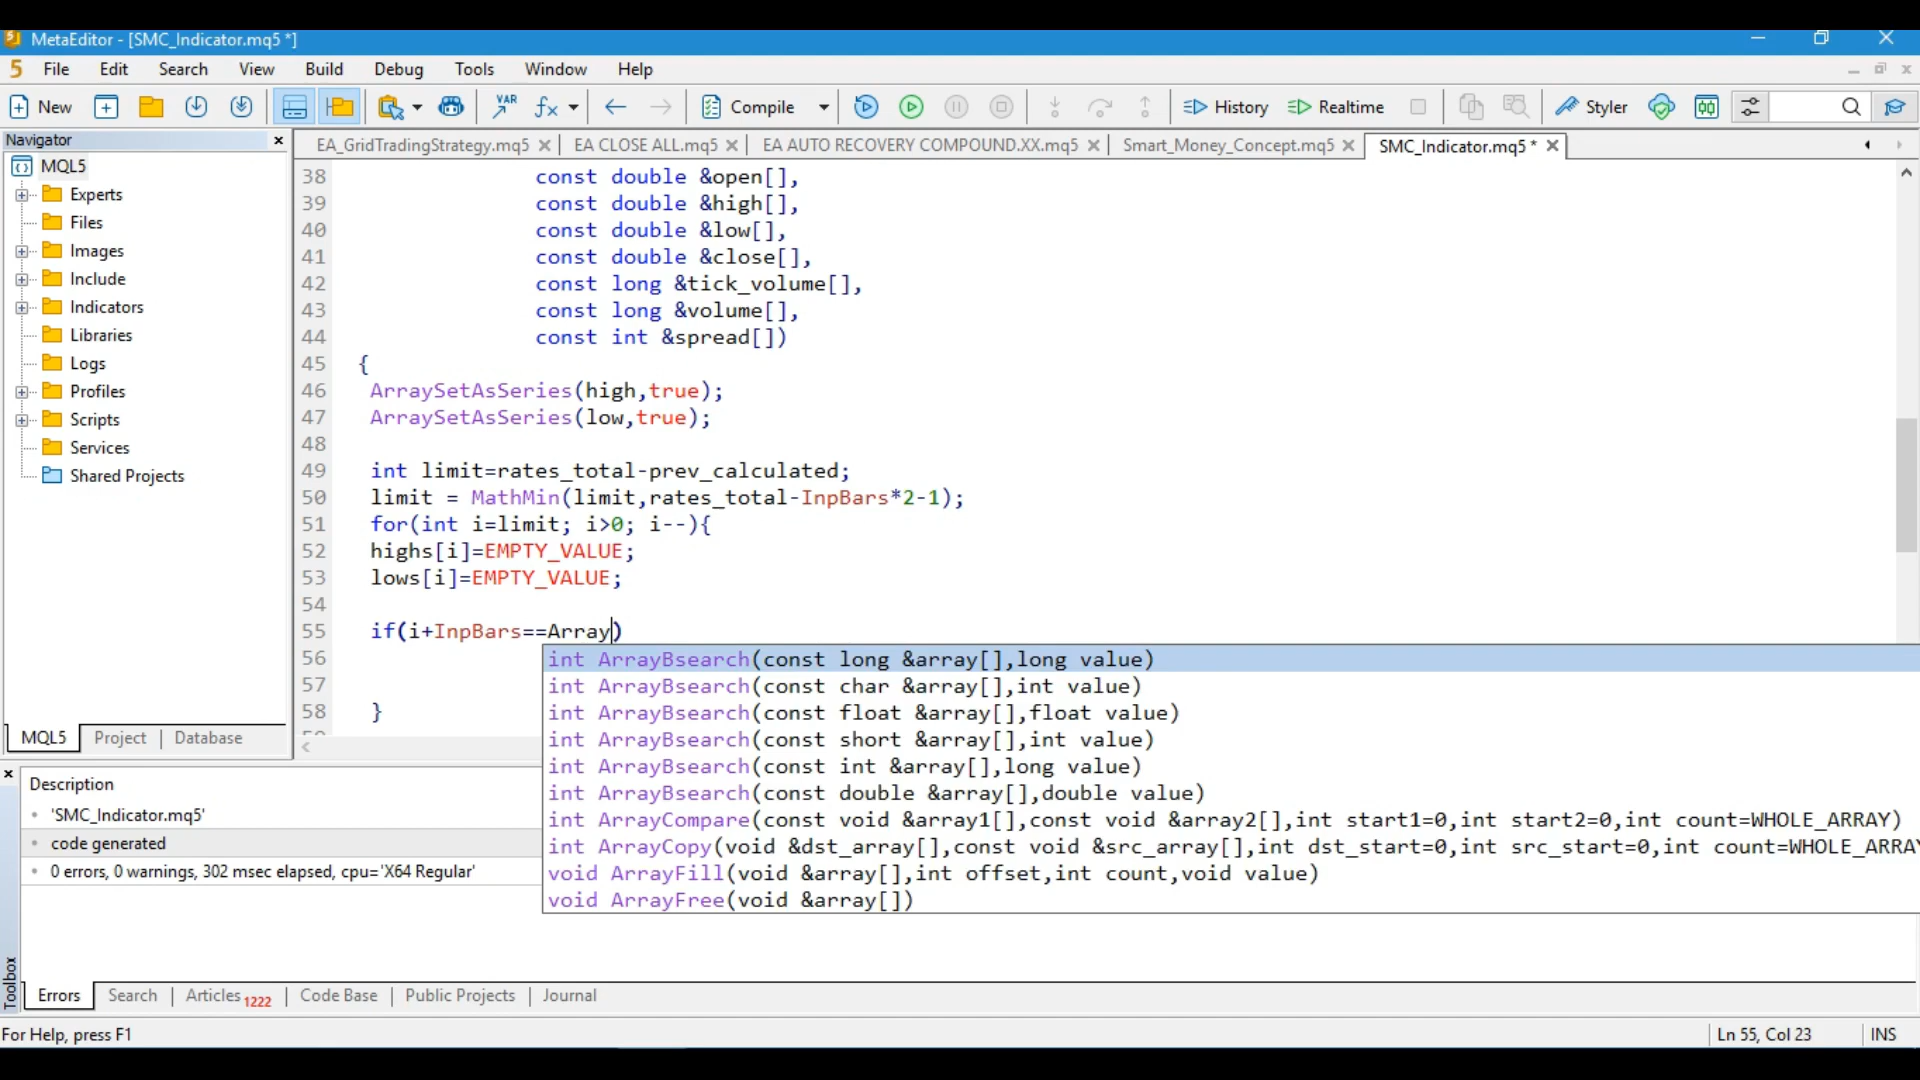 MetaEditor - [SMC_Indicator.mq5 *]
5 File Edit Search View Build Debug Tools Window Help
New VAR fx Compile History Realtime Styler
Navigator
EA_GridTradingStrategy.mq5 EA CLOSE ALL.mq5 EA AUTO RECOVERY COMPOUND.XX.mq5 Smart_Money_Concept.mq5 SMC_Indicator.mq5 *
MQL5
Experts
Files
Images
Include
Indicators
Libraries
Logs
Profiles
Scripts
Services
Shared Projects
MQL5 Project Database
38 const double &open[],
39 const double &high[],
40 const double &low[],
41 const double &close[],
42 const long &tick_volume[],
43 const long &volume[],
44 const int &spread[])
45 {
46 ArraySetAsSeries(high,true);
47 ArraySetAsSeries(low,true);
48
49 int limit=rates_total-prev_calculated;
50 limit = MathMin(limit,rates_total-InpBars*2-1);
51 for(int i=limit; i>0; i--){
52 highs[i]=EMPTY_VALUE;
53 lows[i]=EMPTY_VALUE;
54
55 if(i+InpBars==Array)
56
57
58 }
int ArrayBsearch(const long &array[],long value)
int ArrayBsearch(const char &array[],int value)
int ArrayBsearch(const float &array[],float value)
int ArrayBsearch(const short &array[],int value)
int ArrayBsearch(const int &array[],long value)
int ArrayBsearch(const double &array[],double value)
int ArrayCompare(const void &array1[],const void &array2[],int start1=0,int start2=0,int count=WHOLE_ARRAY)
int ArrayCopy(void &dst_array[],const void &src_array[],int dst_start=0,int src_start=0,int count=WHOLE_ARRAY
void ArrayFill(void &array[],int offset,int count,void value)
void ArrayFree(void &array[])
Description
'SMC_Indicator.mq5'
code generated
0 errors, 0 warnings, 302 msec elapsed, cpu='X64 Regular'
Toolbox
Errors Search Articles 1222 Code Base Public Projects Journal
For Help, press F1
Ln 55, Col 23 INS